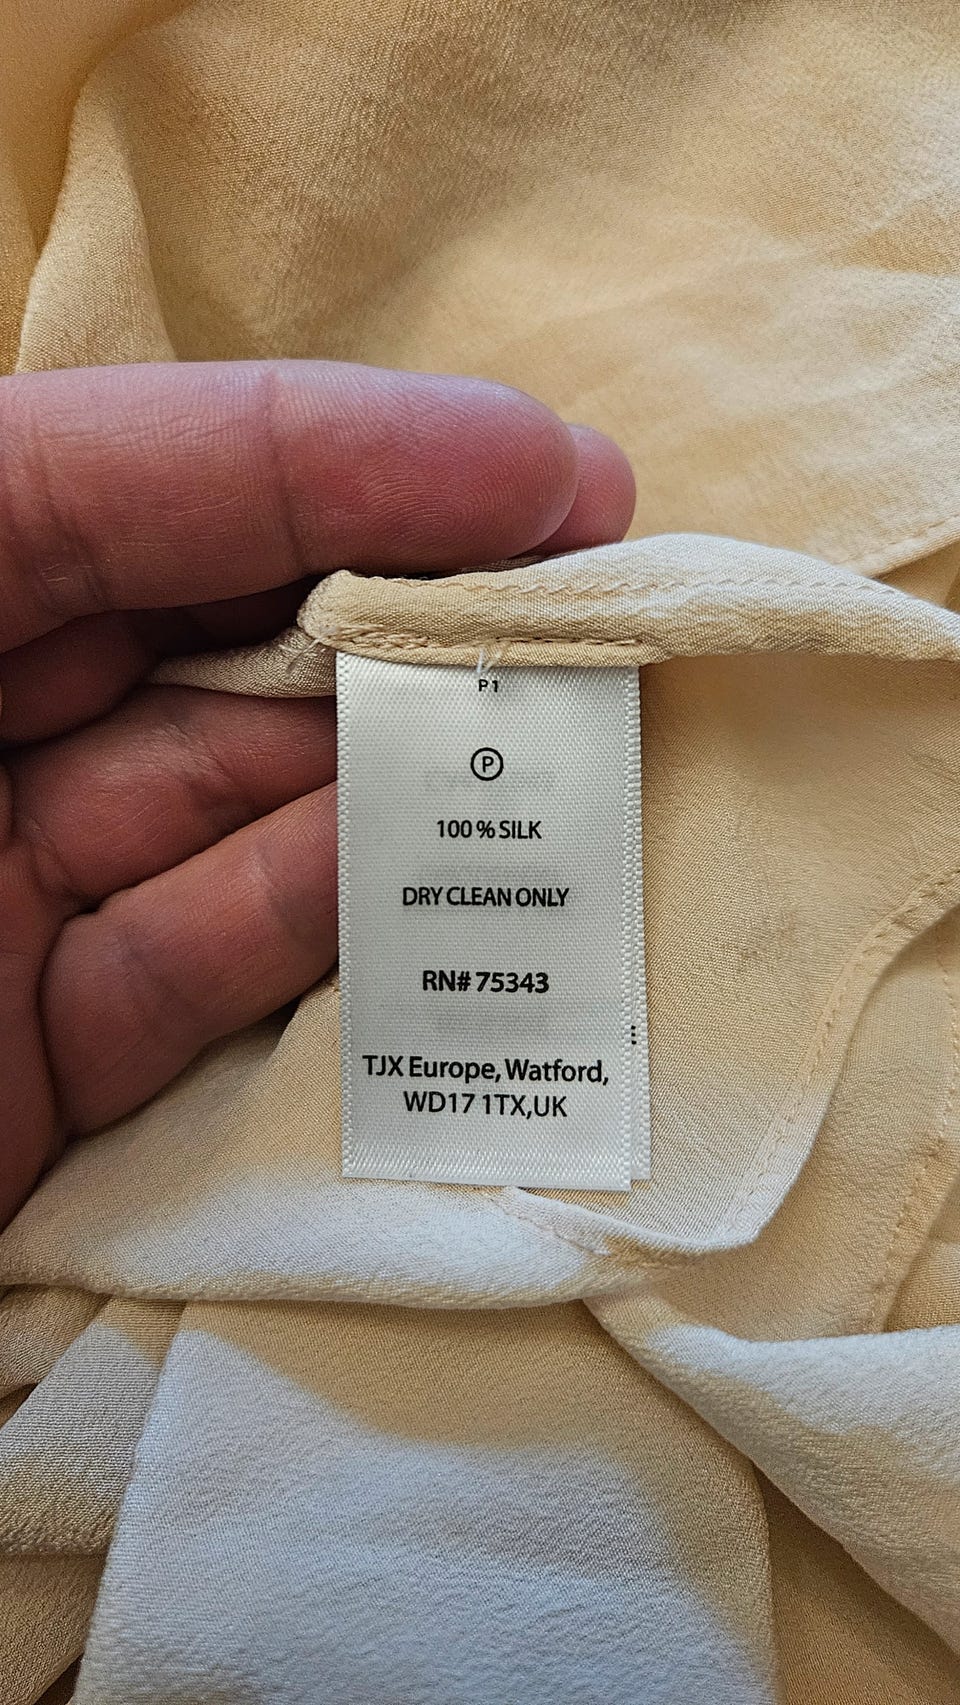 P1
P
100 % SILK
DRY CLEAN ONLY
RN# 75343
TJX Europe, Watford,
WD17 1TX,UK